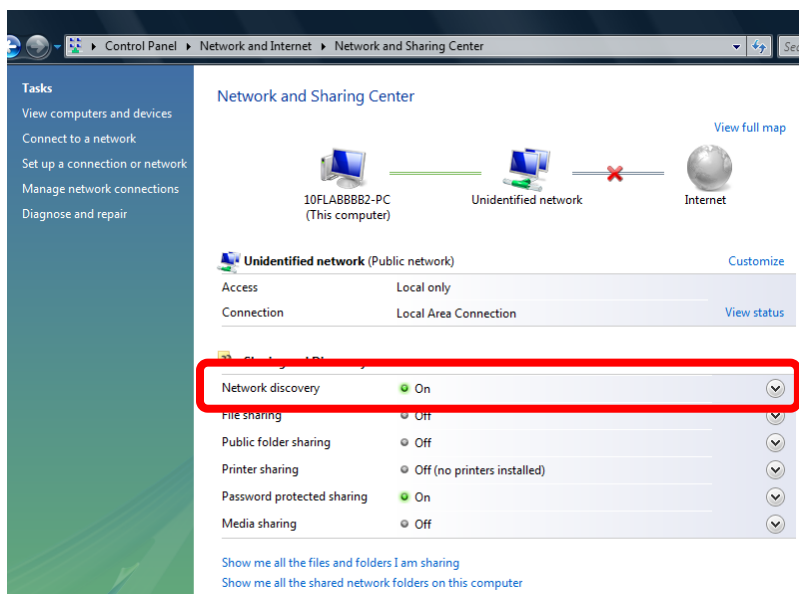 Control Panel ▸ Network and Internet ▸ Network and Sharing Center
Tasks
View computers and devices
Connect to a network
Set up a connection or network
Manage network connections
Diagnose and repair
Network and Sharing Center
View full map
10FLABBBB2-PC
(This computer)
Unidentified network
Internet
Unidentified network (Public network) Customize
Access Local only
Connection Local Area Connection View status
Network discovery On
File sharing Off
Public folder sharing Off
Printer sharing Off (no printers installed)
Password protected sharing On
Media sharing Off
Show me all the files and folders I am sharing
Show me all the shared network folders on this computer